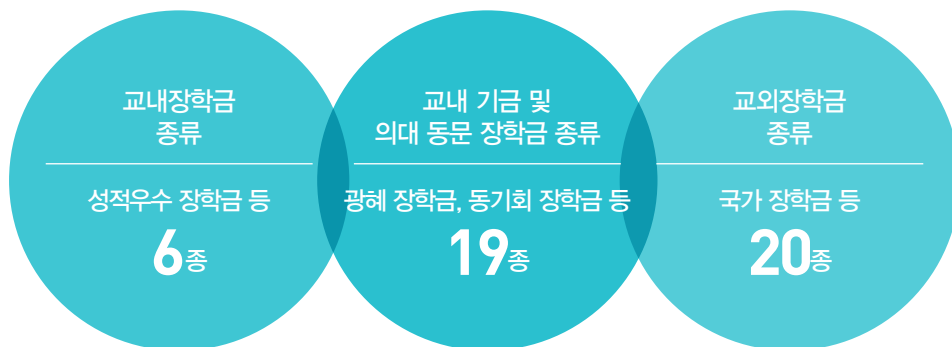 교내장학금
종류
성적우수 장학금 등
6종
교내 기금 및
의대 동문 장학금 종류
광혜 장학금, 동기회 장학금 등
19종
교외장학금
종류
국가 장학금 등
20종